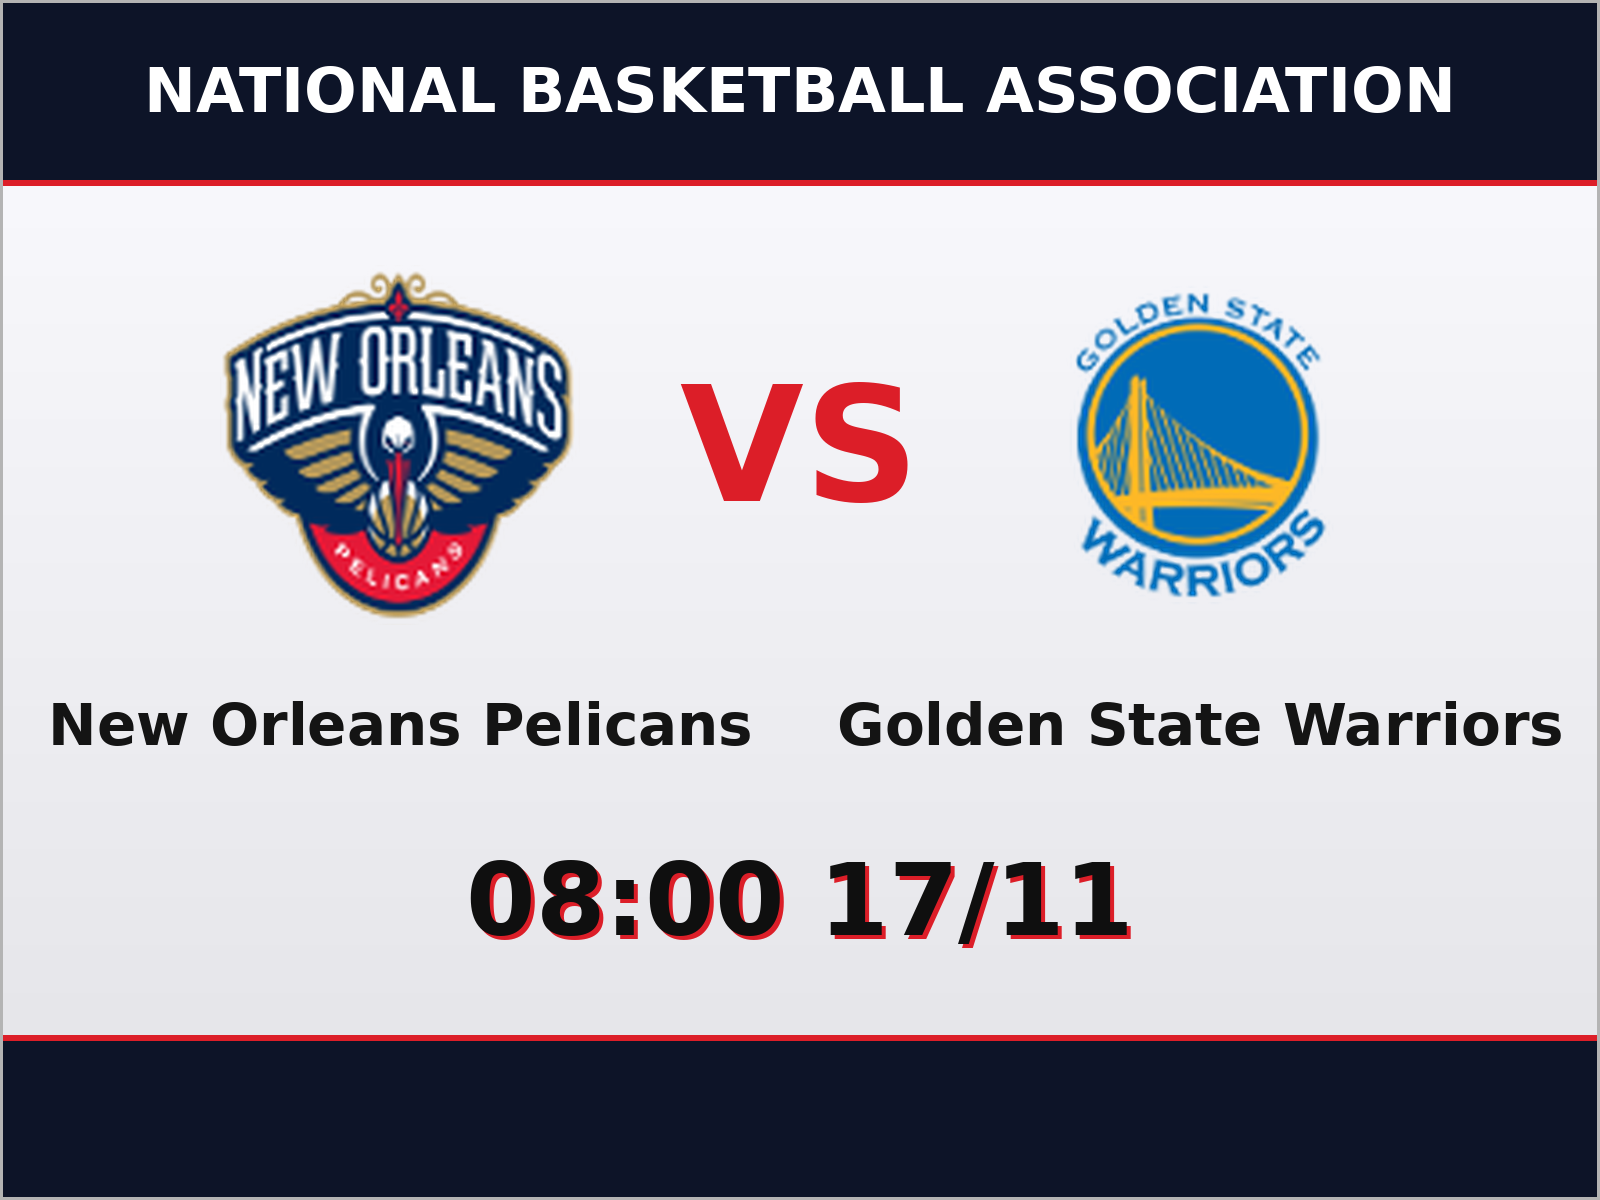 NATIONAL BASKETBALL ASSOCIATION
NEW ORLEANS
PELICANS
VS
GOLDEN STATE
WARRIORS
New Orleans Pelicans
Golden State Warriors
08:00 17/11